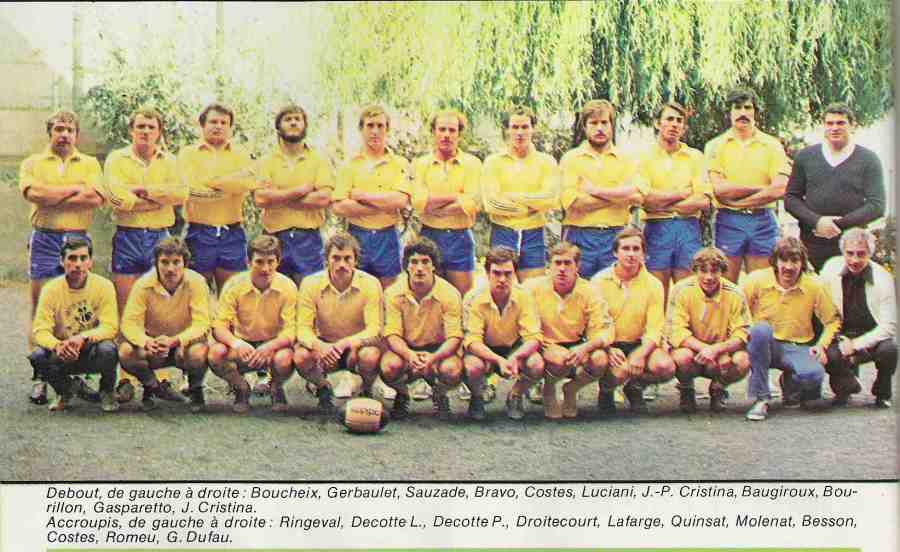 Debout, de gauche à droite : Boucheix, Gerbaulet, Sauzade, Bravo, Costes, Luciani, J.-P. Cristina, Baugiroux, Bou-
rillon, Gasparetto, J. Cristina.
Accroupis, de gauche à droite : Ringeval, Decotte L., Decotte P., Droitecourt, Lafarge, Quinsat, Molenat, Besson,
Costes, Romeu, G. Dufau.